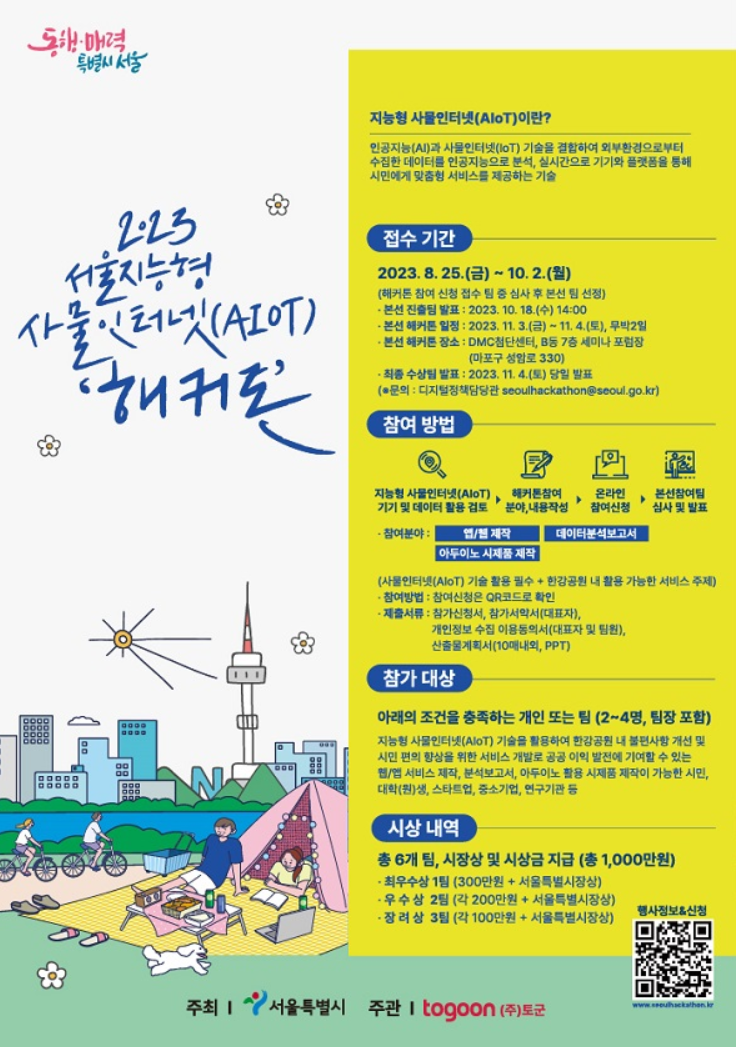 동행·매력
특별시 서울
2023
서울지능형
사물인터넷(AIOT)
'해커톤'
지능형 사물인터넷(AIoT)이란?
인공지능(AI)과 사물인터넷(IoT) 기술을 결합하여 외부환경으로부터
수집한 데이터를 인공지능으로 분석, 실시간으로 기기와 플랫폼을 통해
시민에게 맞춤형 서비스를 제공하는 기술
접수 기간
2023. 8. 25.(금) ~ 10. 2.(월)
(해커톤 참여 신청 접수 팀 중 심사 후 본선 팀 선정)
· 본선 진출팀 발표 : 2023. 10. 18.(수) 14:00
· 본선 해커톤 일정 : 2023. 11. 3.(금) ~ 11. 4.(토), 무박2일
· 본선 해커톤 장소 : DMC첨단센터, B동 7층 세미나 포럼장
(마포구 성암로 330)
· 최종 수상팀 발표 : 2023. 11. 4.(토) 당일 발표
(※문의 : 디지털정책담당관 seoulhackathon@seoul.go.kr)
참여 방법
지능형 사물인터넷(AIoT)
기기 및 데이터 활용 검토
해커톤참여
분야,내용작성
온라인
참여신청
본선참여팀
심사 및 발표
· 참여분야 : 앱/웹 제작 데이터분석보고서
아두이노 시제품 제작
(사물인터넷(AIoT) 기술 활용 필수 + 한강공원 내 활용 가능한 서비스 주제)
· 참여방법 : 참여신청은 QR코드로 확인
· 제출서류 : 참가신청서, 참가서약서(대표자),
개인정보 수집 이용동의서(대표자 및 팀원),
산출물계획서(10매내외, PPT)
참가 대상
아래의 조건을 충족하는 개인 또는 팀 (2~4명, 팀장 포함)
지능형 사물인터넷(AIoT) 기술을 활용하여 한강공원 내 불편사항 개선 및
시민 편의 향상을 위한 서비스 개발로 공공 이익 발전에 기여할 수 있는
웹/앱 서비스 제작, 분석보고서, 아두이노 활용 시제품 제작이 가능한 시민,
대학(원)생, 스타트업, 중소기업, 연구기관 등
시상 내역
총 6개 팀, 시장상 및 시상금 지급 (총 1,000만원)
· 최우수상 1팀 (300만원 + 서울특별시장상)
· 우 수 상 2팀 (각 200만원 + 서울특별시장상)
· 장 려 상 3팀 (각 100만원 + 서울특별시장상)
행사정보&신청
www.seoulhackathon.kr
주최 I 서울특별시 주관 I togoon (주)토군